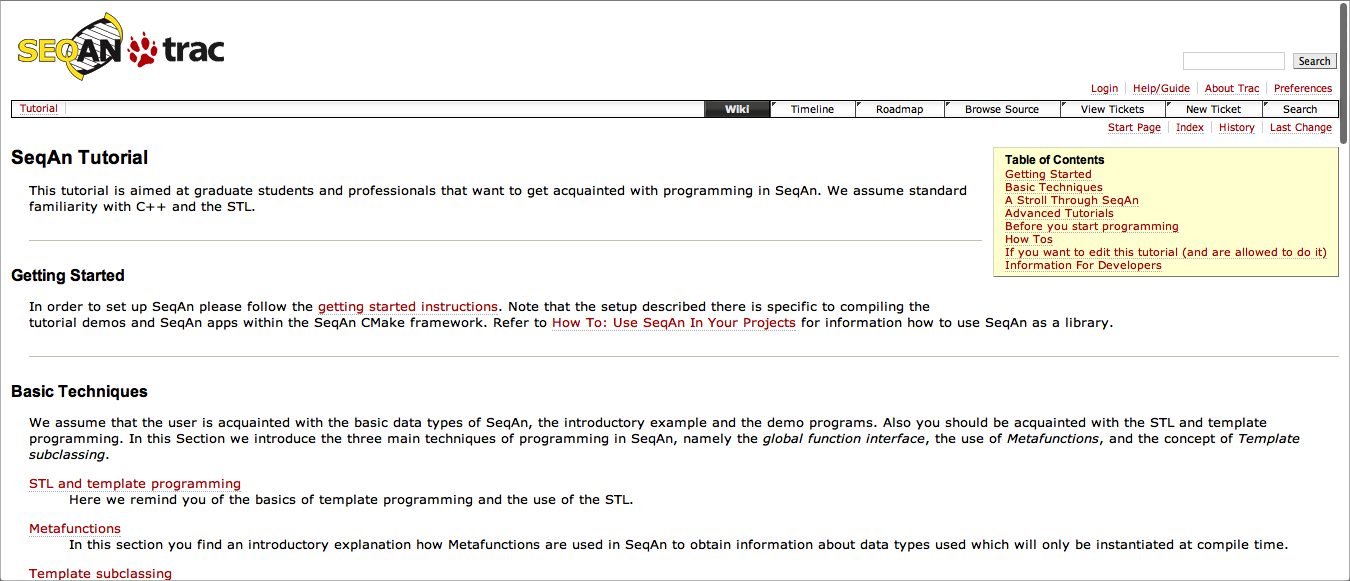 SEQAN trac
Search
Login Help/Guide About Trac Preferences
Tutorial Wiki Timeline Roadmap Browse Source View Tickets New Ticket Search
Start Page Index History Last Change
SeqAn Tutorial
This tutorial is aimed at graduate students and professionals that want to get acquainted with programming in SeqAn. We assume standard
familiarity with C++ and the STL.
Table of Contents
Getting Started
Basic Techniques
A Stroll Through SeqAn
Advanced Tutorials
Before you start programming
How Tos
If you want to edit this tutorial (and are allowed to do it)
Information For Developers
Getting Started
In order to set up SeqAn please follow the getting started instructions. Note that the setup described there is specific to compiling the
tutorial demos and SeqAn apps within the SeqAn CMake framework. Refer to How To: Use SeqAn In Your Projects for information how to use SeqAn as a library.
Basic Techniques
We assume that the user is acquainted with the basic data types of SeqAn, the introductory example and the demo programs. Also you should be acquainted with the STL and template
programming. In this Section we introduce the three main techniques of programming in SeqAn, namely the global function interface, the use of Metafunctions, and the concept of Template
subclassing.
STL and template programming
Here we remind you of the basics of template programming and the use of the STL.
Metafunctions
In this section you find an introductory explanation how Metafunctions are used in SeqAn to obtain information about data types used which will only be instantiated at compile time.
Template subclassing